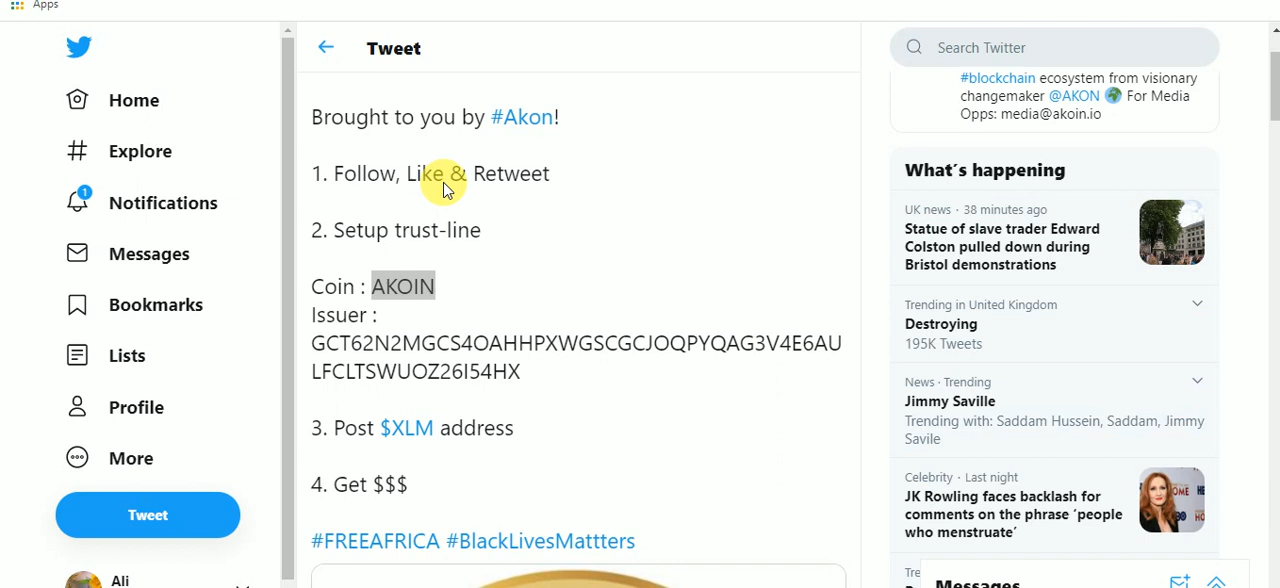 Apps
Tweet
Home
Explore
1
Notifications
Messages
Bookmarks
Lists
Profile
More
Tweet
Ali
Brought to you by #Akon!
1. Follow, Like & Retweet
2. Setup trust-line
Coin : AKOIN
Issuer :
GCT62N2MGCS4OAHHPXWGSCGCJOQPYQAG3V4E6AU
LFCLTSWUOZ26I54HX
3. Post $XLM address
4. Get $$$
#FREEAFRICA #BlackLivesMattters
Search Twitter
#blockchain ecosystem from visionary
changemaker @AKON 🌍 For Media
Opps: media@akoin.io
What's happening
UK news · 38 minutes ago
Statue of slave trader Edward
Colston pulled down during
Bristol demonstrations
Trending in United Kingdom
Destroying
195K Tweets
News · Trending
Jimmy Saville
Trending with: Saddam Hussein, Saddam, Jimmy
Savile
Celebrity · Last night
JK Rowling faces backlash for
comments on the phrase ‘people
who menstruate’
Messages